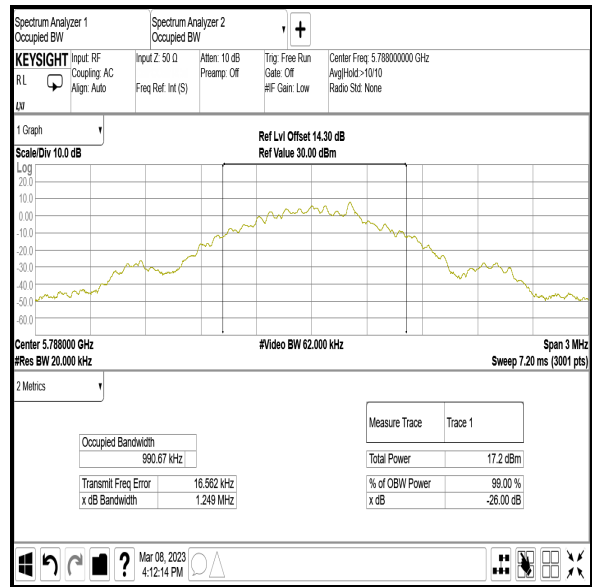 Spectrum Analyzer 1
Occupied BW
Spectrum Analyzer 2
Occupied BW
+
KEYSIGHT
RL
LXI
Input: RF
Coupling: AC
Align: Auto
Input Z: 50 Ω
Freq Ref: Int (S)
Atten: 10 dB
Preamp: Off
Trig: Free Run
Gate: Off
#IF Gain: Low
Center Freq: 5.788000000 GHz
Avg|Hold:>10/10
Radio Std: None
1 Graph
Scale/Div 10.0 dB
Ref Lvl Offset 14.30 dB
Ref Value 30.00 dBm
Log
20.0
10.0
0.00
-10.0
-20.0
-30.0
-40.0
-50.0
-60.0
Center 5.788000 GHz
#Res BW 20.000 kHz
#Video BW 62.000 kHz
Span 3 MHz
Sweep 7.20 ms (3001 pts)
2 Metrics
Occupied Bandwidth
990.67 kHz
Transmit Freq Error 16.562 kHz
x dB Bandwidth 1.249 MHz
Measure Trace Trace 1
Total Power 17.2 dBm
% of OBW Power 99.00 %
x dB -26.00 dB
?
Mar 08, 2023
4:12:14 PM